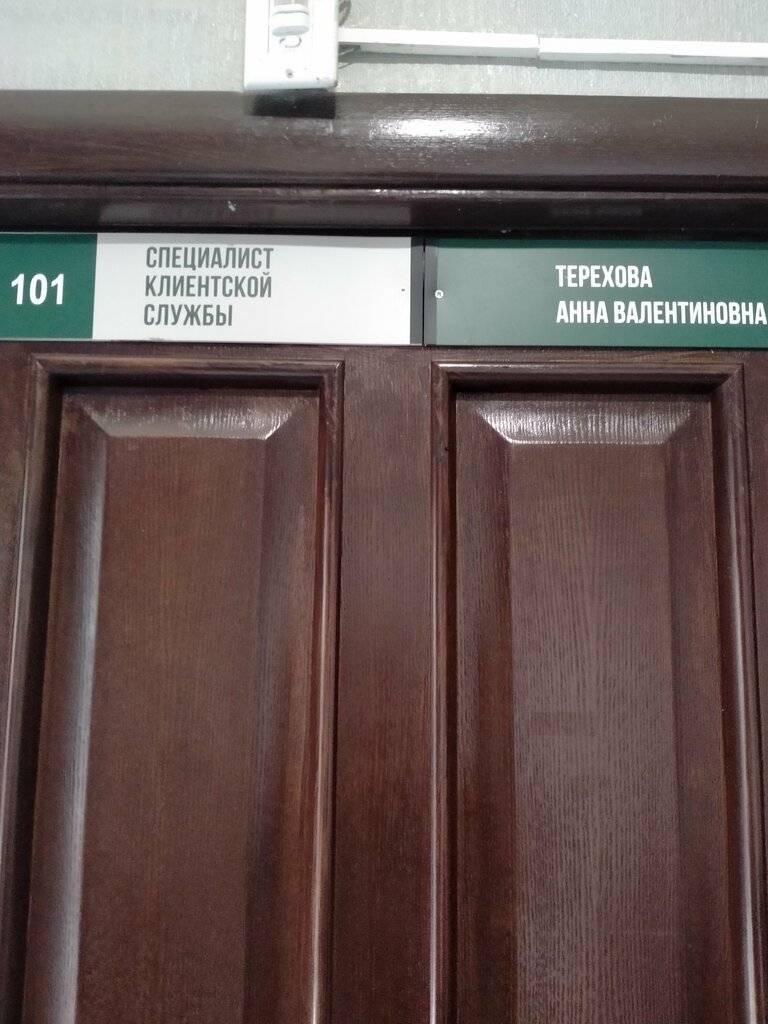 101
СПЕЦИАЛИСТ
КЛИЕНТСКОЙ
СЛУЖБЫ
ТЕРЕХОВА
АННА ВАЛЕНТИНОВНА